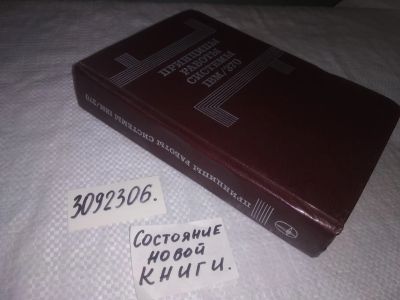 ПРИНЦИПЫ
РАБОТЫ
СИСТЕМЫ
IBM/370
ПРИНЦИПЫ РАБОТЫ СИСТЕМЫ IBM/370
3092306.
Состояние
новой
КНИГИ.